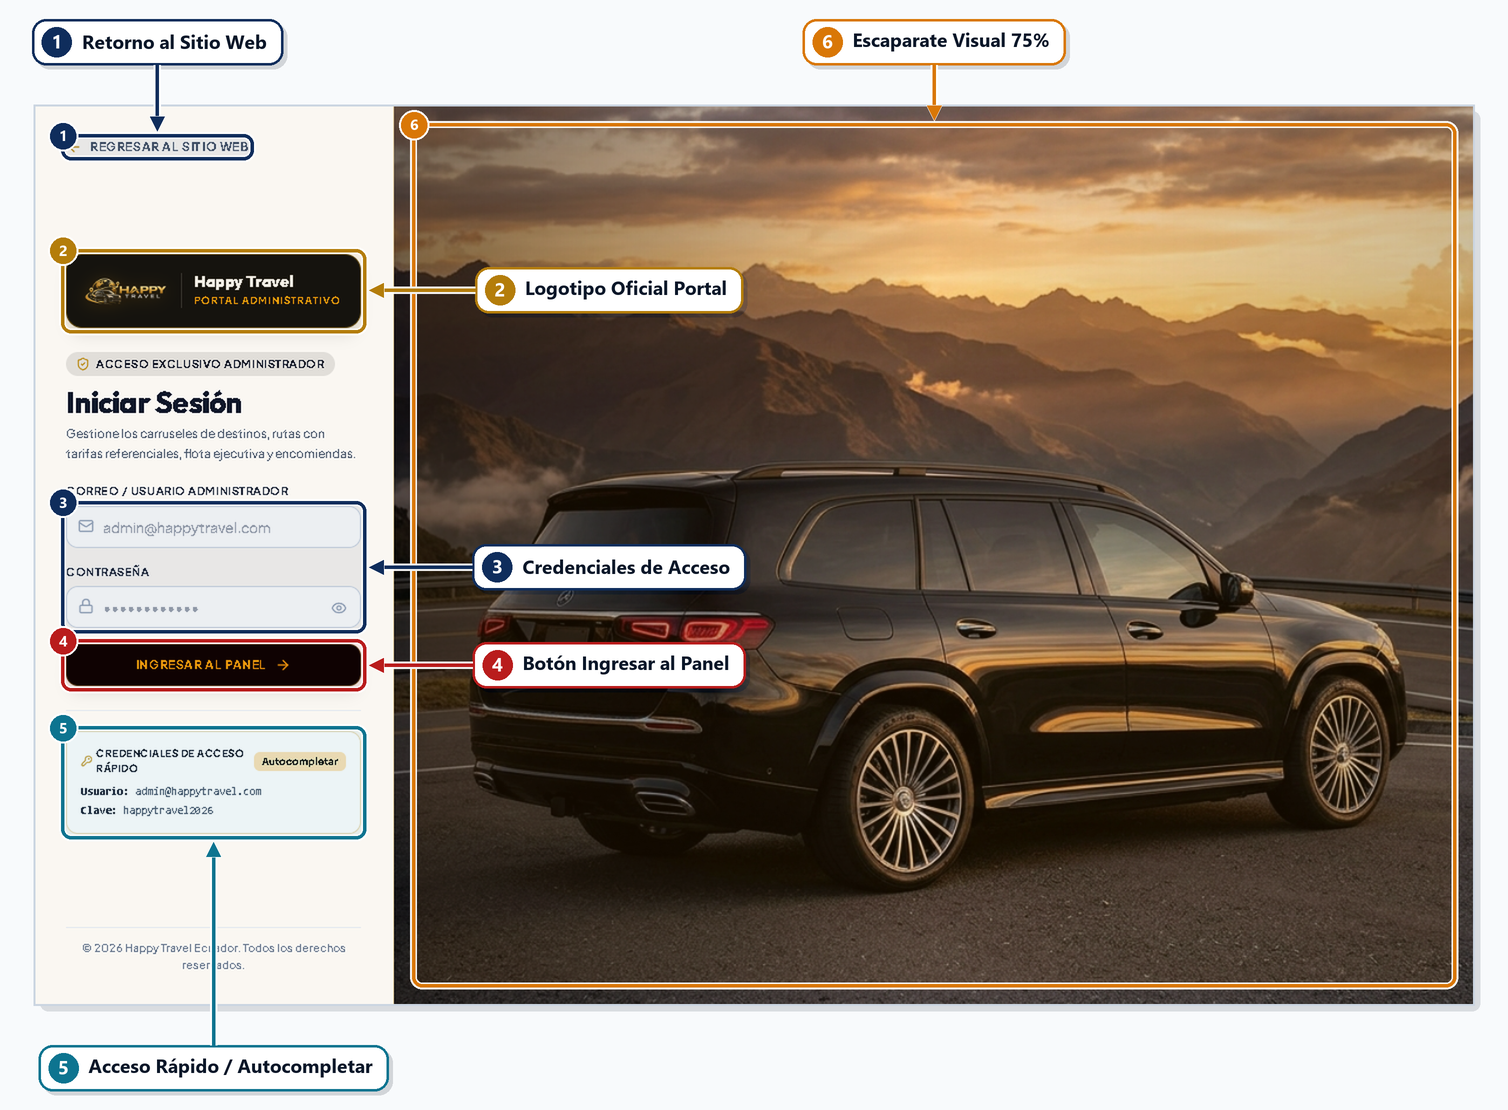 1 Retorno al Sitio Web
6 Escaparate Visual 75%
1
REGRESAR AL SITIO WEB
6
2
HAPPY
TRAVEL
Happy Travel
PORTAL ADMINISTRATIVO
2 Logotipo Oficial Portal
ACCESO EXCLUSIVO ADMINISTRADOR
Iniciar Sesión
Gestione los carruseles de destinos, rutas con
tarifas referenciales, flota ejecutiva y encomiendas.
CORREO / USUARIO ADMINISTRADOR
3
admin@happytravel.com
3 Credenciales de Acceso
CONTRASEÑA
4
INGRESAR AL PANEL
4 Botón Ingresar al Panel
5
CREDENCIALES DE ACCESO
RÁPIDO
Autocompletar
Usuario: admin@happytravel.com
Clave: happytravel2026
© 2026 Happy Travel Ecuador. Todos los derechos
reservados.
5 Acceso Rápido / Autocompletar